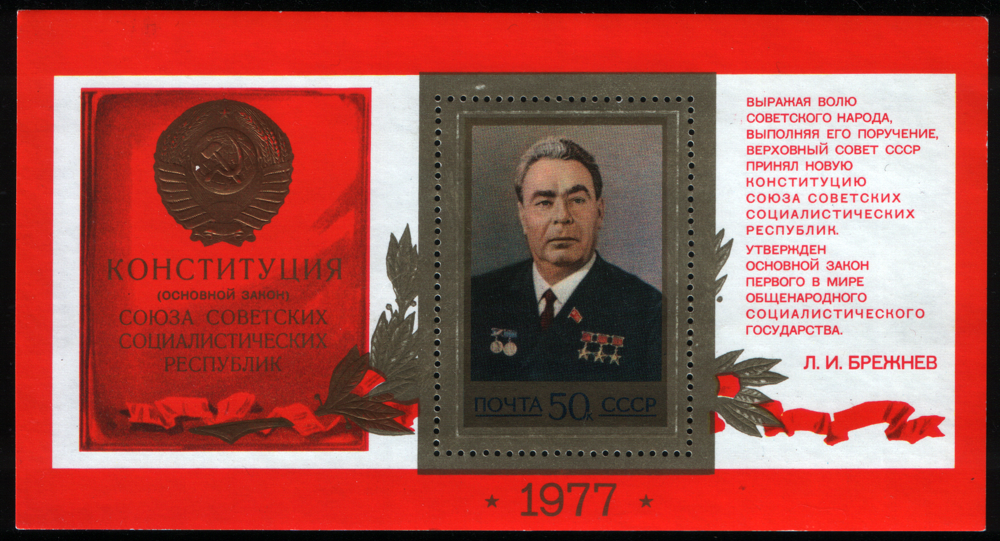 КОНСТИТУЦИЯ
(ОСНОВНОЙ ЗАКОН)
СОЮЗА СОВЕТСКИХ
СОЦИАЛИСТИЧЕСКИХ
РЕСПУБЛИК
ПОЧТА 50к СССР
ВЫРАЖАЯ ВОЛЮ
СОВЕТСКОГО НАРОДА,
ВЫПОЛНЯЯ ЕГО ПОРУЧЕНИЕ,
ВЕРХОВНЫЙ СОВЕТ СССР
ПРИНЯЛ НОВУЮ
КОНСТИТУЦИЮ
СОЮЗА СОВЕТСКИХ
СОЦИАЛИСТИЧЕСКИХ
РЕСПУБЛИК.
УТВЕРЖДЕН
ОСНОВНОЙ ЗАКОН
ПЕРВОГО В МИРЕ
ОБЩЕНАРОДНОГО
СОЦИАЛИСТИЧЕСКОГО
ГОСУДАРСТВА.
Л. И. БРЕЖНЕВ
1977